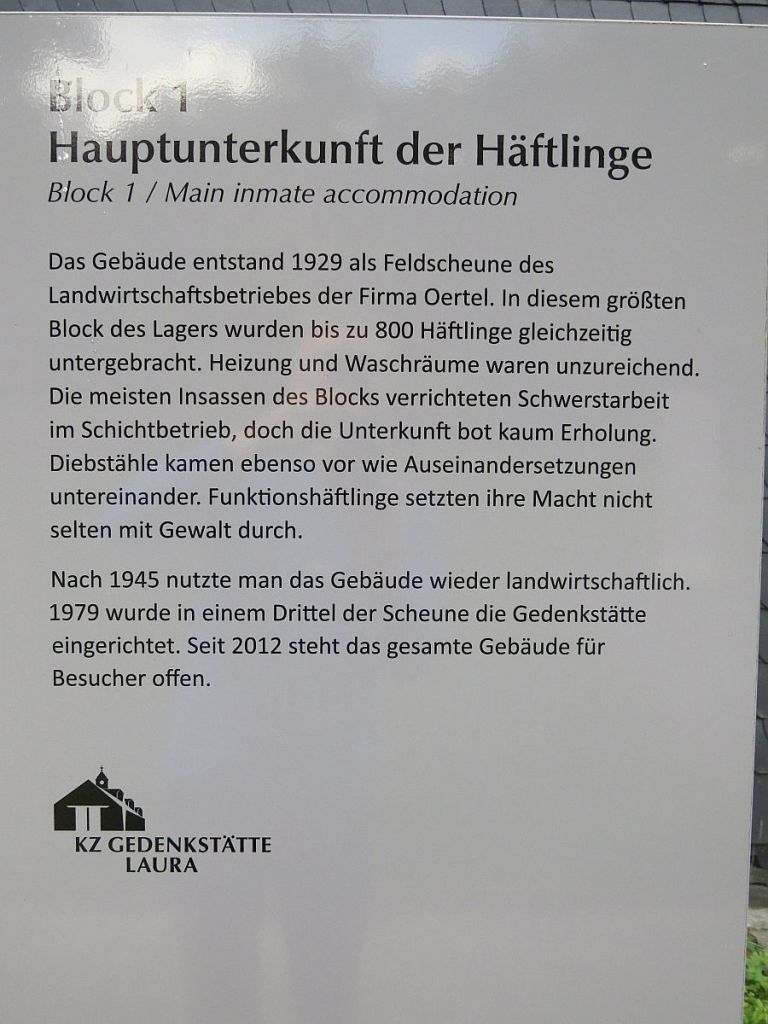 Block 1
Hauptunterkunft der Häftlinge
Block 1 / Main inmate accommodation
Das Gebäude entstand 1929 als Feldscheune des
Landwirtschaftsbetriebes der Firma Oertel. In diesem größten
Block des Lagers wurden bis zu 800 Häftlinge gleichzeitig
untergebracht. Heizung und Waschräume waren unzureichend.
Die meisten Insassen des Blocks verrichteten Schwerstarbeit
im Schichtbetrieb, doch die Unterkunft bot kaum Erholung.
Diebstähle kamen ebenso vor wie Auseinandersetzungen
untereinander. Funktionshäftlinge setzten ihre Macht nicht
selten mit Gewalt durch.
Nach 1945 nutzte man das Gebäude wieder landwirtschaftlich.
1979 wurde in einem Drittel der Scheune die Gedenkstätte
eingerichtet. Seit 2012 steht das gesamte Gebäude für
Besucher offen.
KZ GEDENKSTÄTTE
LAURA